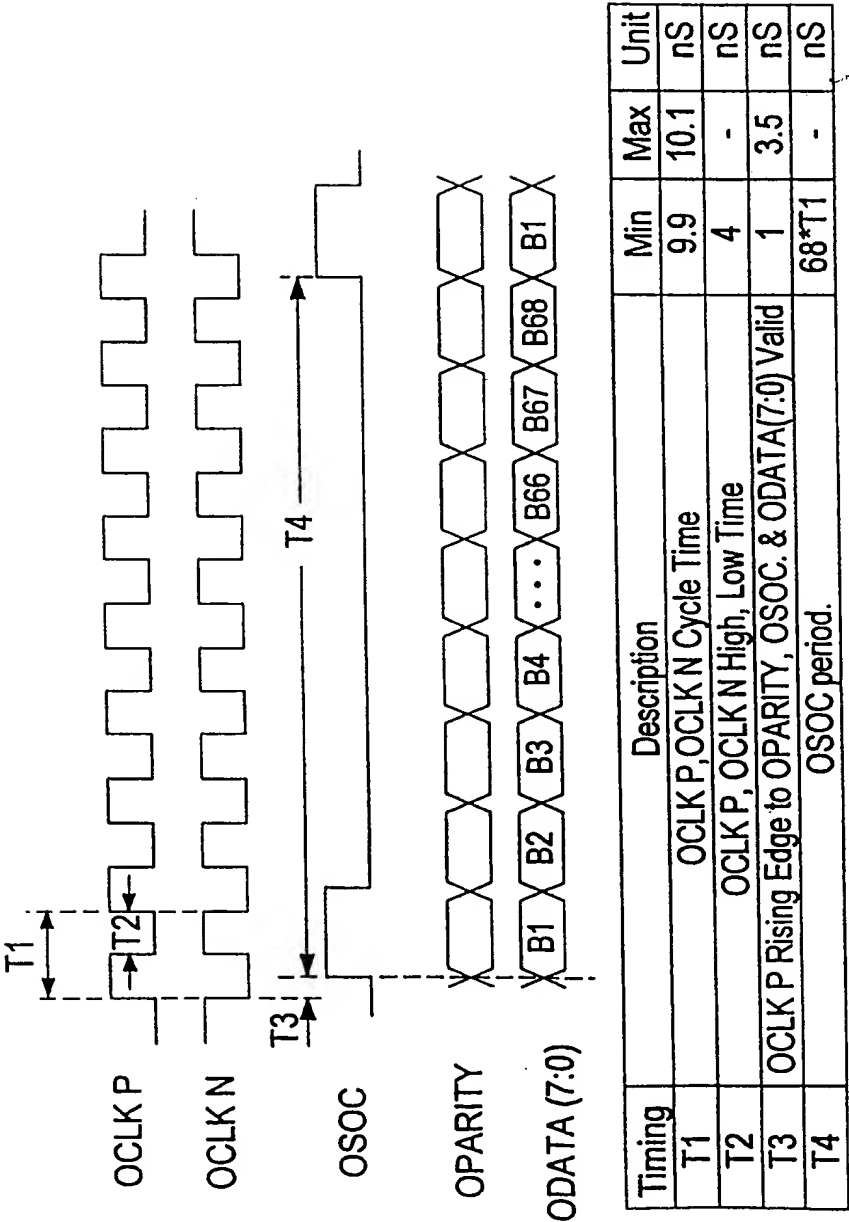 T1
T2
OCLK P
OCLK N
T3
T4
OSOC
OPARITY
ODATA (7:0)
B1 B2 B3 B4 ... B66 B67 B68 B1
Timing Description Min Max Unit
T1 OCLK P,OCLK N Cycle Time 9.9 10.1 nS
T2 OCLK P, OCLK N High, Low Time 4 - nS
T3 OCLK P Rising Edge to OPARITY, OSOC. & ODATA(7:0) Valid 1 3.5 nS
T4 OSOC period. 68*T1 - nS